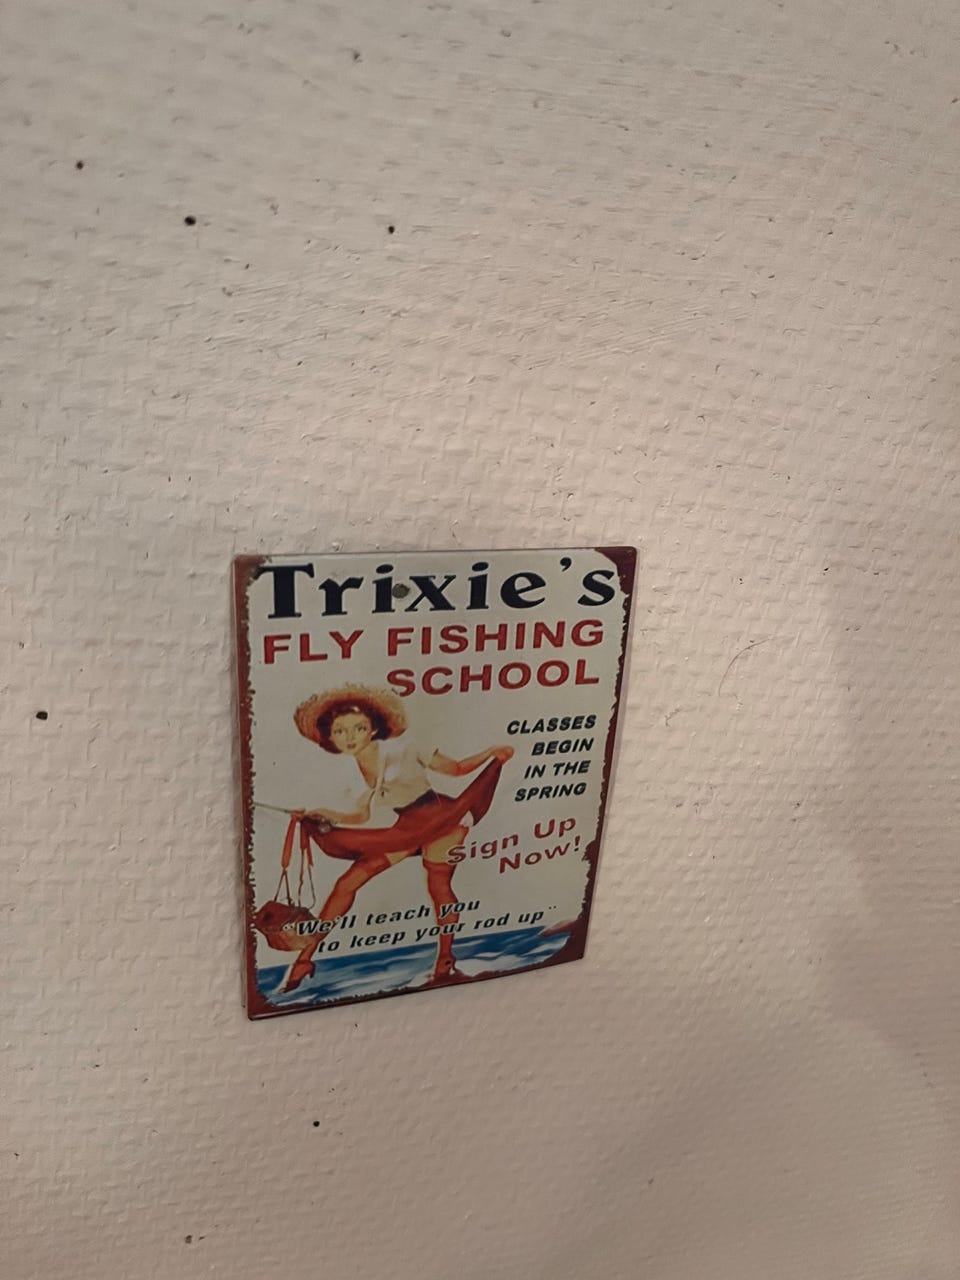 Trixie's
FLY FISHING
SCHOOL
CLASSES
BEGIN
IN THE
SPRING
Sign Up
Now!
"We'll teach you
to keep your rod up"